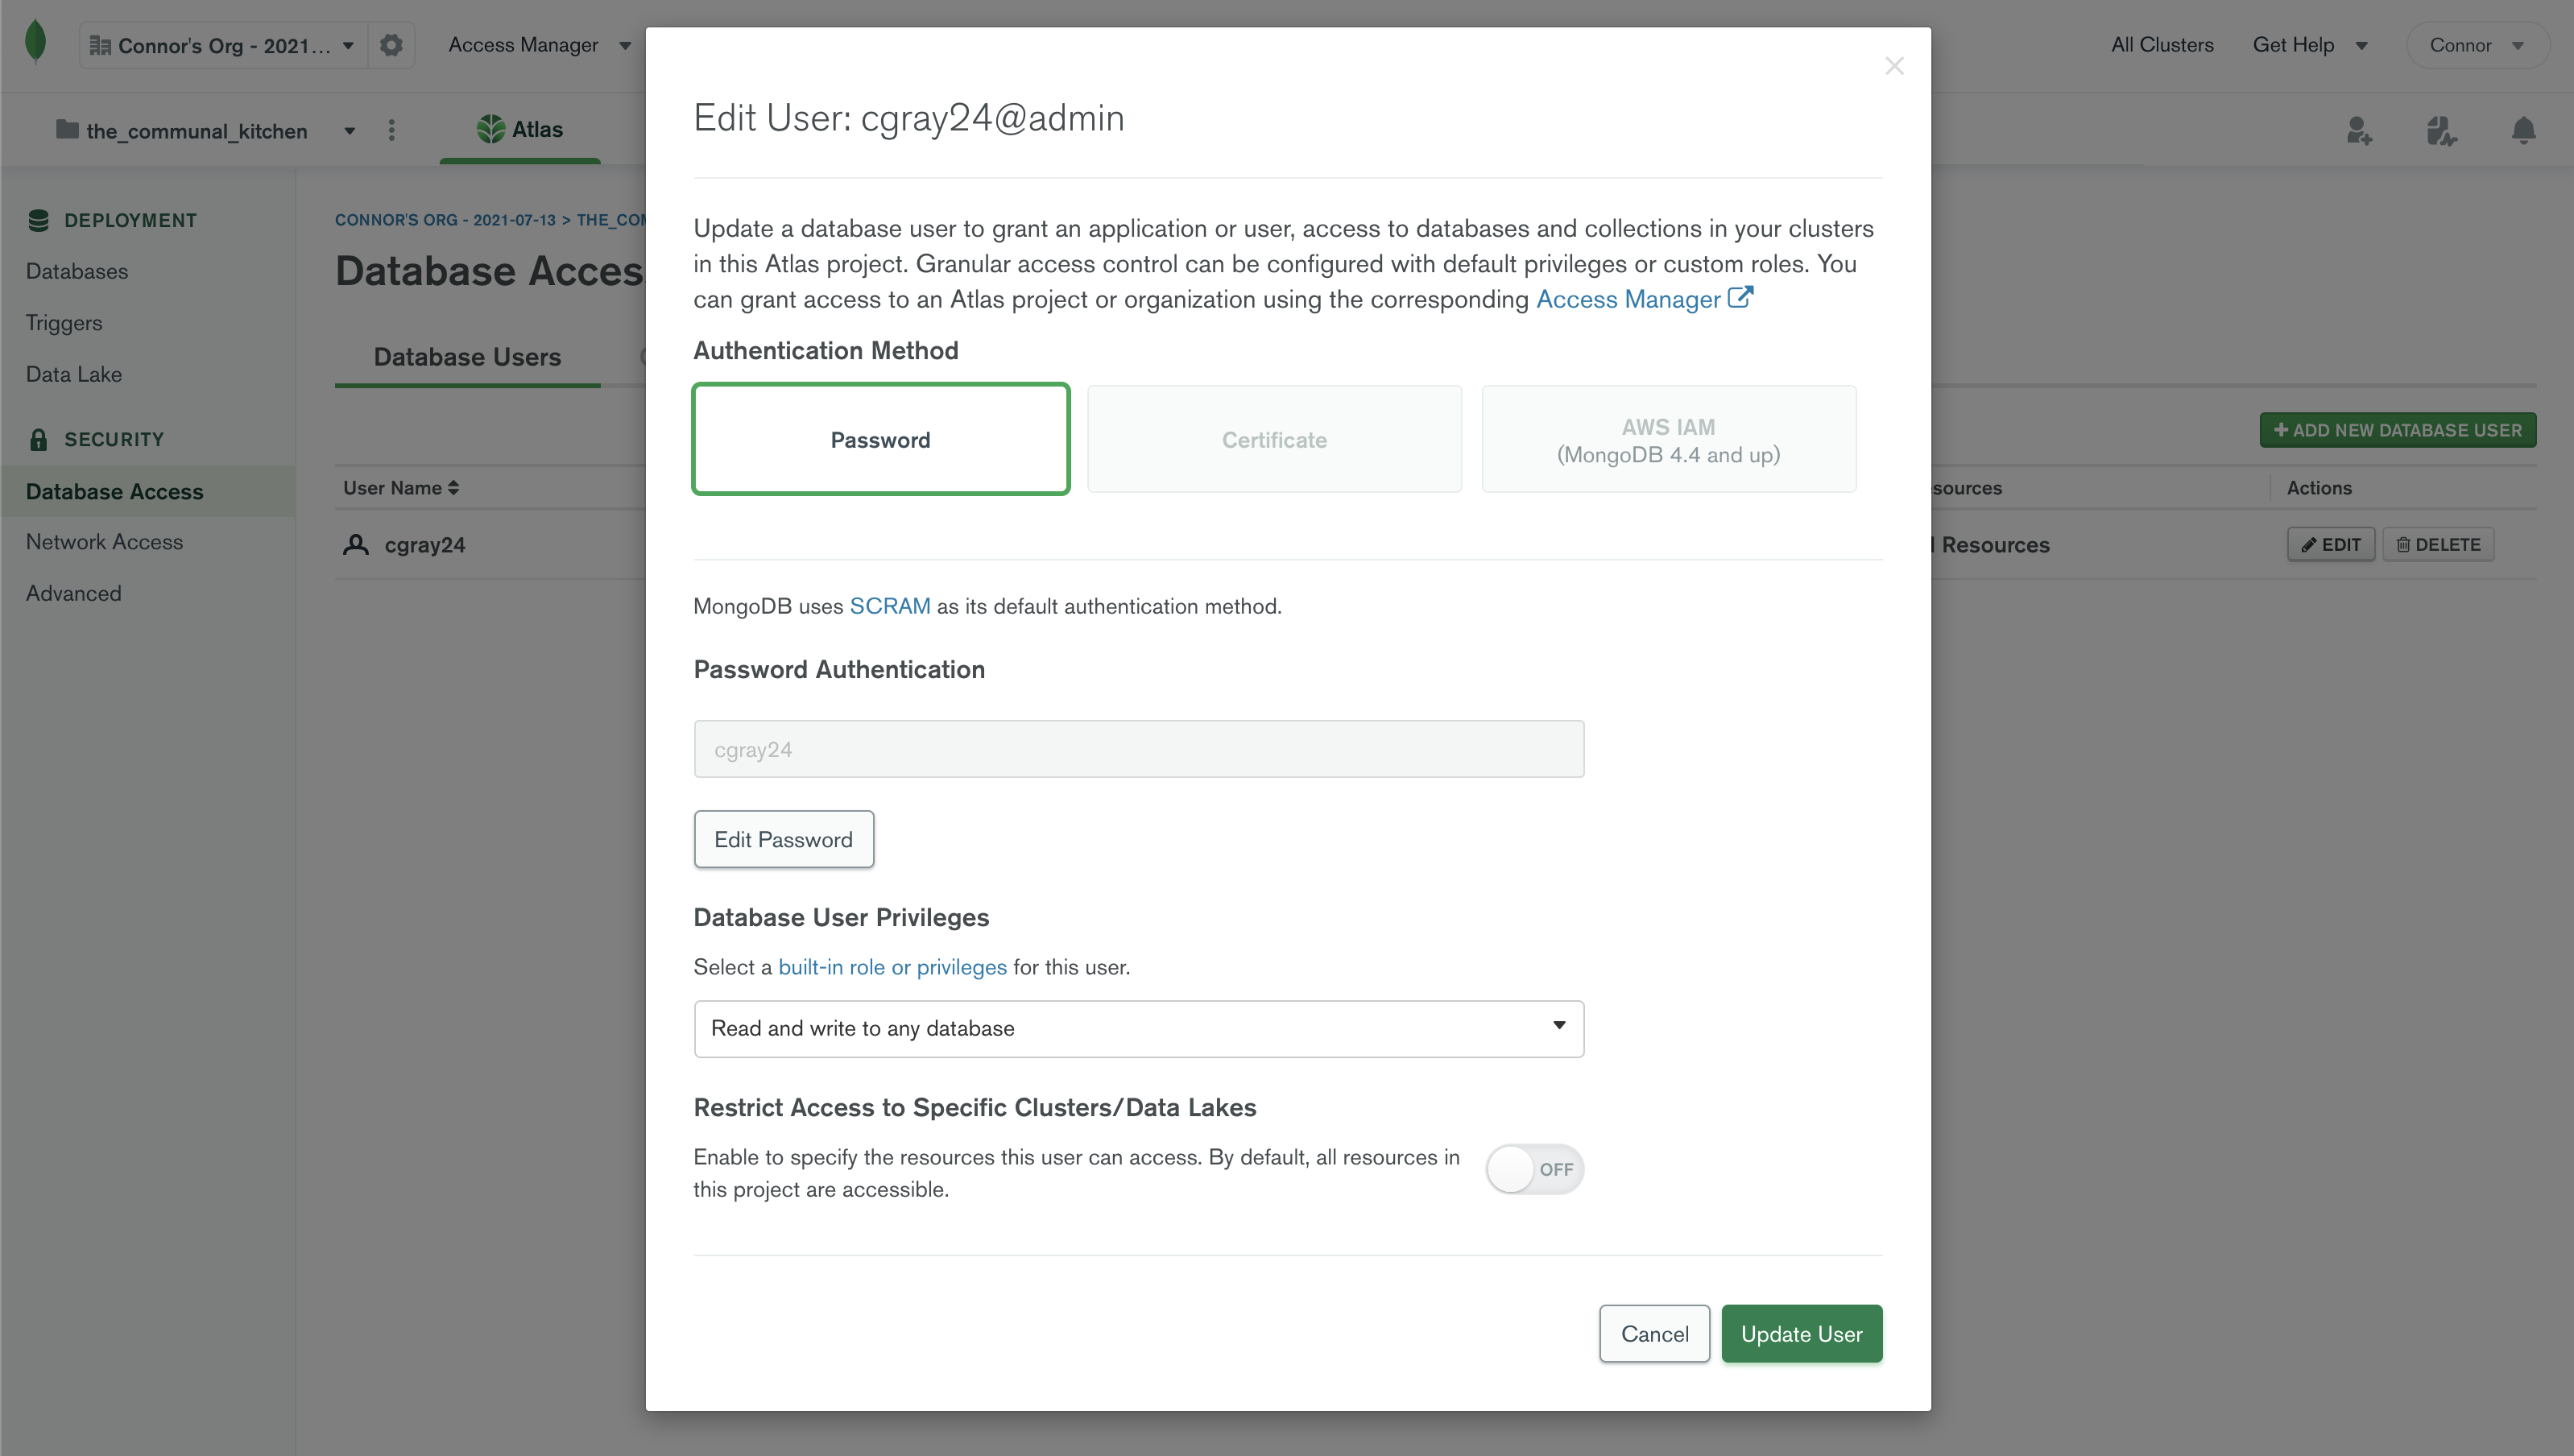 Connor's Org - 2021...
Access Manager
All Clusters
Get Help
Connor
the_communal_kitchen
Atlas
DEPLOYMENT
Databases
Triggers
Data Lake
SECURITY
Database Access
Network Access
Advanced
CONNOR'S ORG - 2021-07-13 > THE_COM
Database Acces
Database Users
+ ADD NEW DATABASE USER
User Name
sources
Actions
cgray24
Resources
EDIT
DELETE
Edit User: cgray24@admin
Update a database user to grant an application or user, access to databases and collections in your clusters
in this Atlas project. Granular access control can be configured with default privileges or custom roles. You
can grant access to an Atlas project or organization using the corresponding Access Manager
Authentication Method
Password
Certificate
AWS IAM
(MongoDB 4.4 and up)
MongoDB uses SCRAM as its default authentication method.
Password Authentication
cgray24
Edit Password
Database User Privileges
Select a built-in role or privileges for this user.
Read and write to any database
Restrict Access to Specific Clusters/Data Lakes
Enable to specify the resources this user can access. By default, all resources in
this project are accessible.
OFF
Cancel
Update User